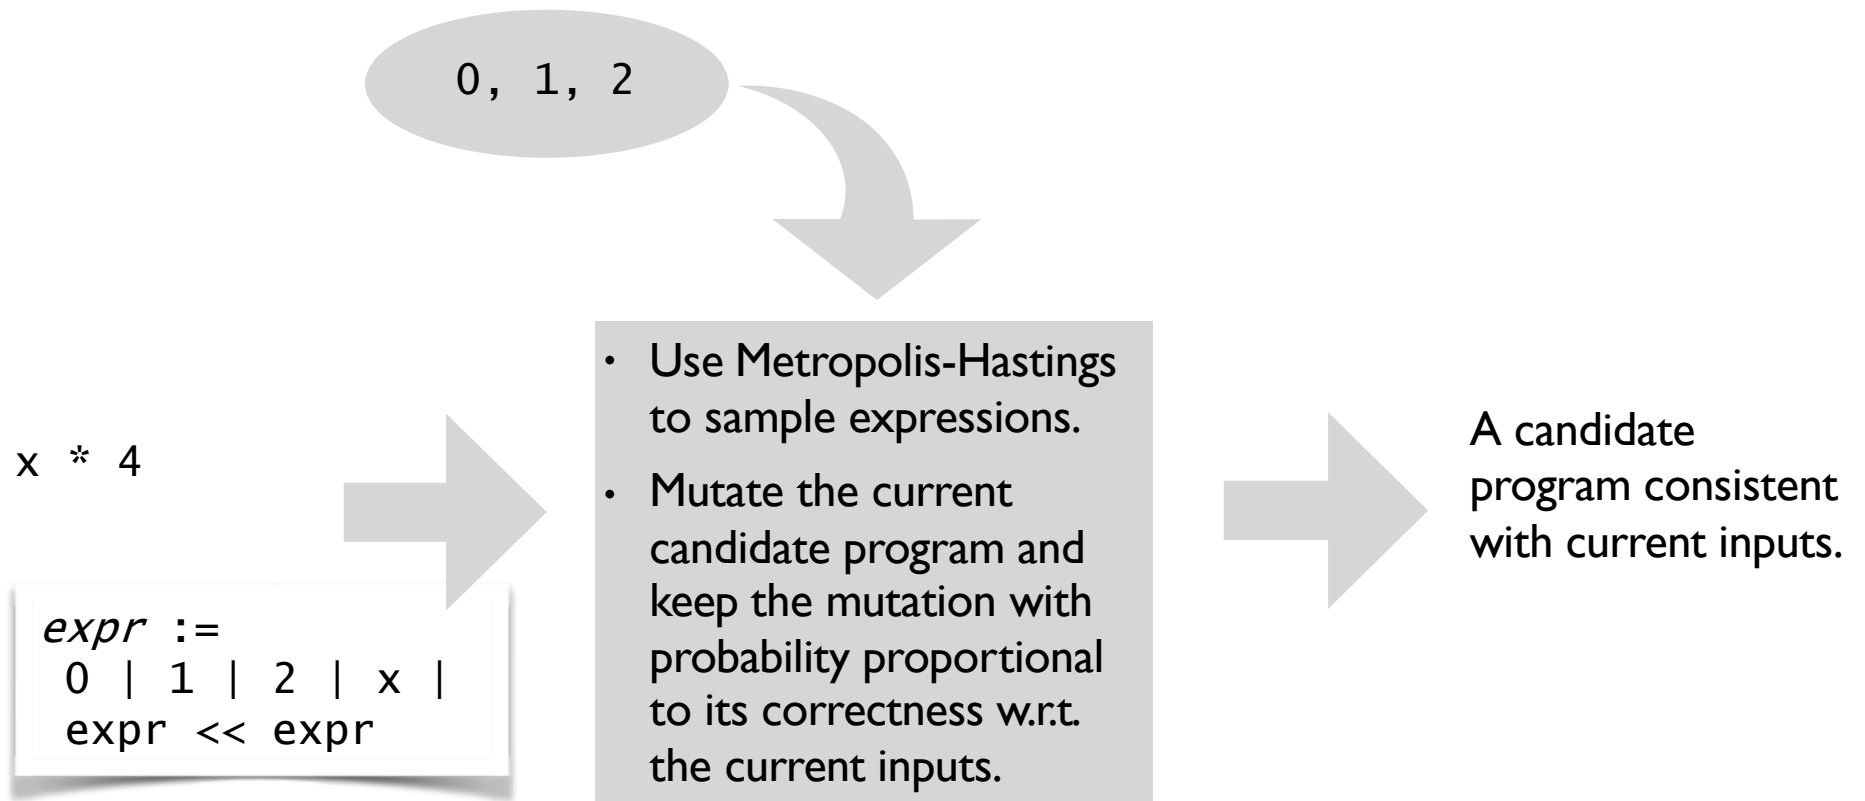 0, 1, 2
x * 4
expr :=
0 | 1 | 2 | x |
expr << expr
• Use Metropolis-Hastings
to sample expressions.
• Mutate the current
candidate program and
keep the mutation with
probability proportional
to its correctness w.r.t.
the current inputs.
A candidate
program consistent
with current inputs.